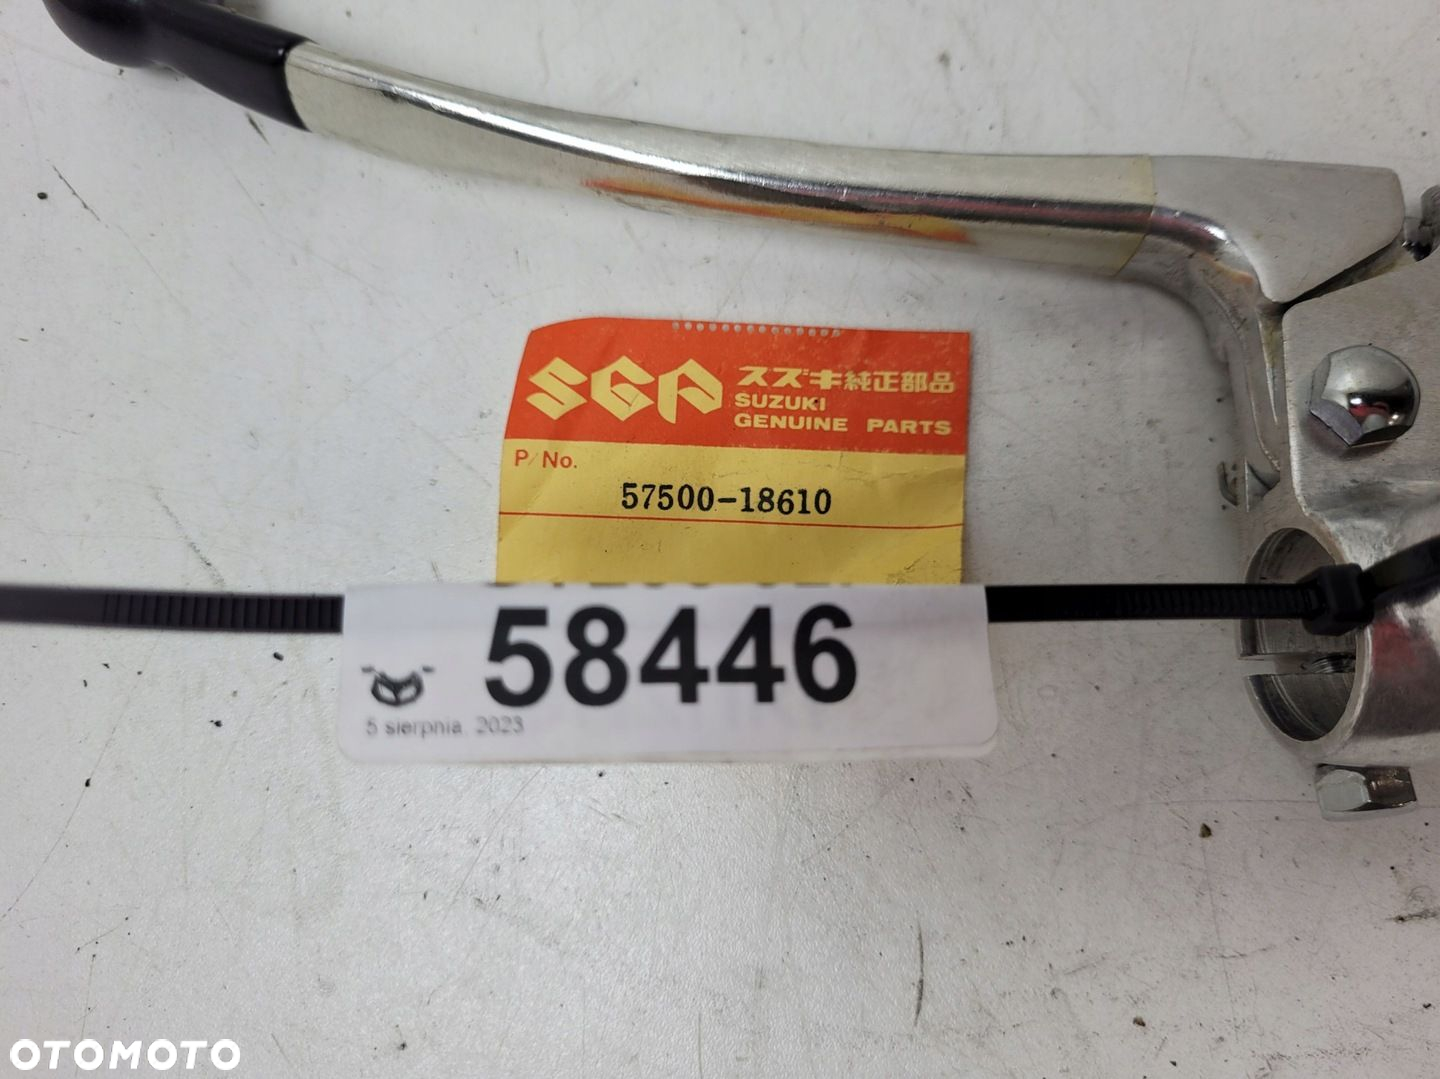 SGP スズキ純正部品
SUZUKI
GENUINE PARTS
P/No.
57500-18610
58446
5 sierpnia, 2023
OTOMOTO